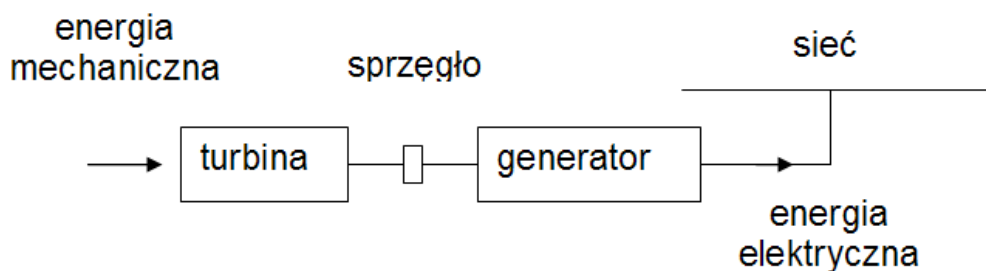 energia
mechaniczna
sprzęgło
sieć
turbina
generator
energia
elektryczna